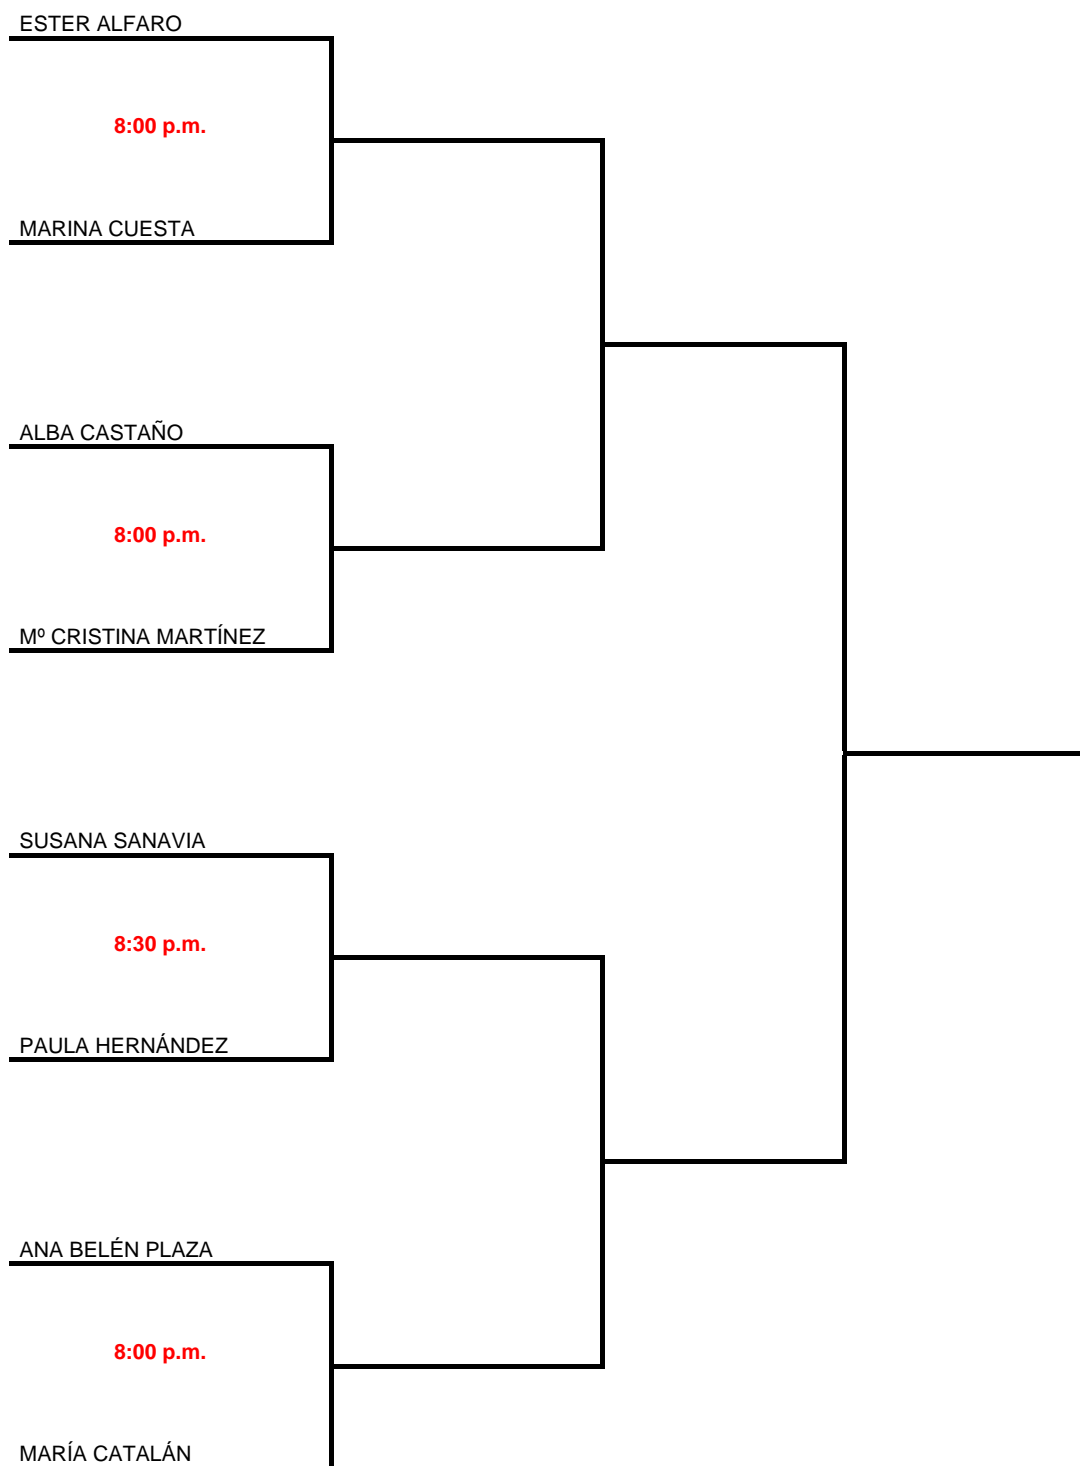 ESTER ALFARO
8:00 p.m.
MARINA CUESTA
ALBA CASTAÑO
8:00 p.m.
Mº CRISTINA MARTÍNEZ
SUSANA SANAVIA
8:30 p.m.
PAULA HERNÁNDEZ
ANA BELÉN PLAZA
8:00 p.m.
MARÍA CATALÁN